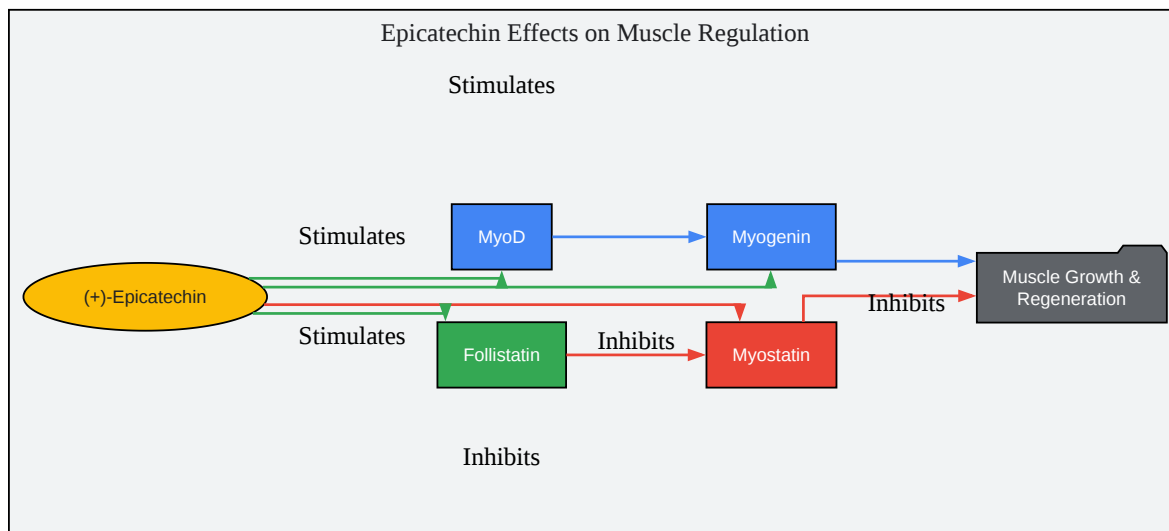 Epicatechin Effects on Muscle Regulation
Stimulates
Stimulates
MyoD
Myogenin
(+)-Epicatechin
Muscle Growth &
Regeneration
Inhibits
Stimulates
Follistatin
Inhibits
Myostatin
Inhibits